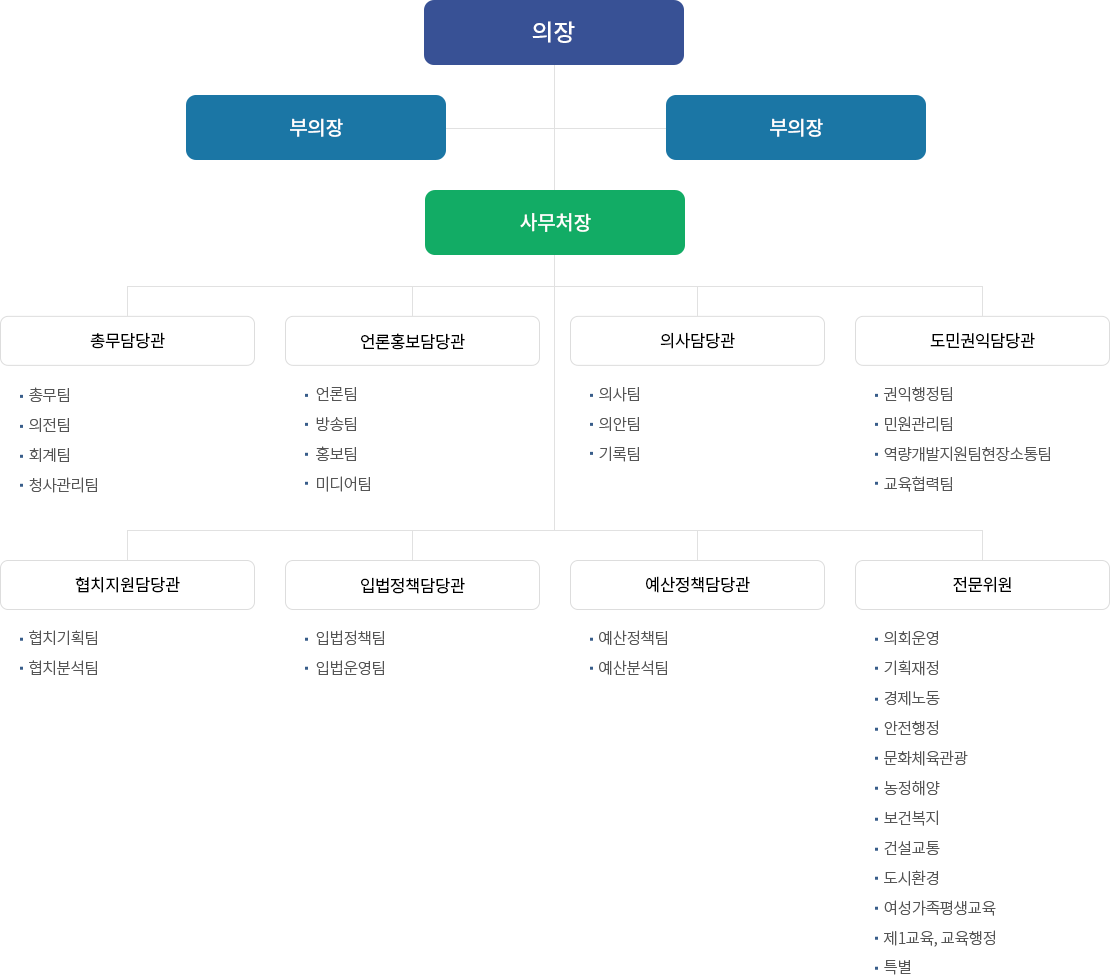 의장
부의장
부의장
사무처장
총무담당관
총무팀
의전팀
회계팀
청사관리팀
언론홍보담당관
언론팀
방송팀
홍보팀
미디어팀
의사담당관
의사팀
의안팀
기록팀
도민권익담당관
권익행정팀
민원관리팀
역량개발지원팀현장소통팀
교육협력팀
협치지원담당관
협치기획팀
협치분석팀
입법정책담당관
입법정책팀
입법운영팀
예산정책담당관
예산정책팀
예산분석팀
전문위원
의회운영
기획재정
경제노동
안전행정
문화체육관광
농정해양
보건복지
건설교통
도시환경
여성가족평생교육
제1교육, 교육행정
특별